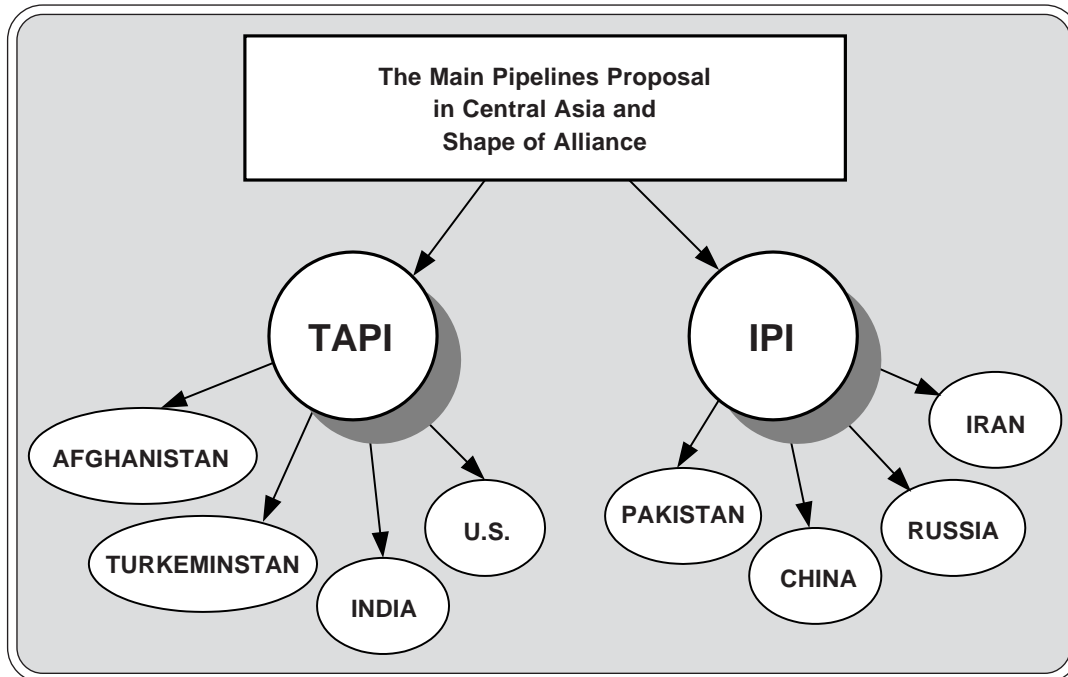 The Main Pipelines Proposal
in Central Asia and
Shape of Alliance
TAPI
IPI
AFGHANISTAN
TURKEMINSTAN
INDIA
U.S.
PAKISTAN
CHINA
RUSSIA
IRAN